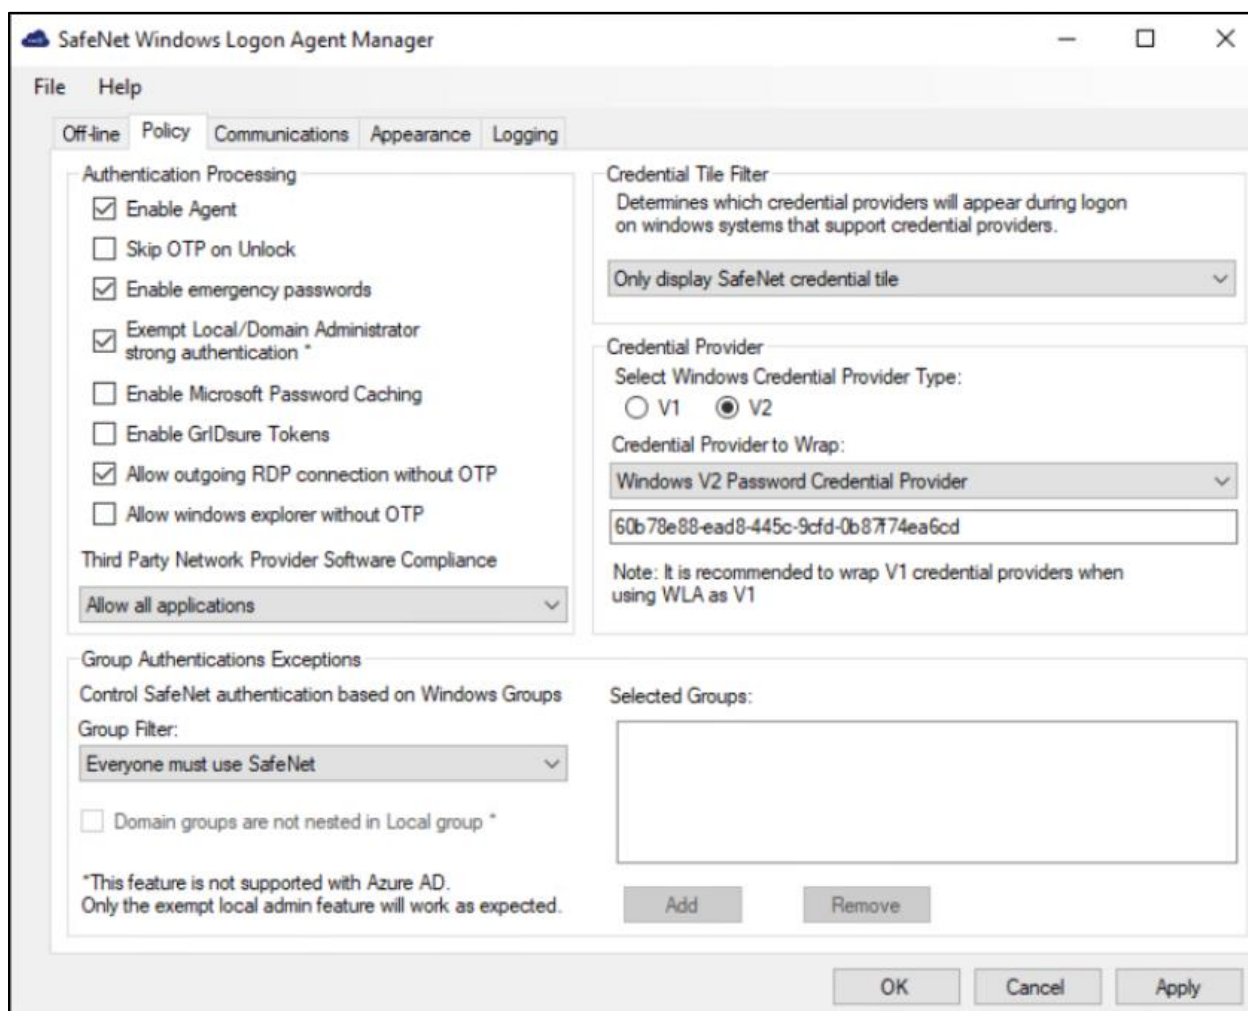 SafeNet Windows Logon Agent Manager
File Help
Off-line Policy Communications Appearance Logging
Authentication Processing
Enable Agent
Skip OTP on Unlock
Enable emergency passwords
Exempt Local/Domain Administrator
strong authentication *
Enable Microsoft Password Caching
Enable GrIDsure Tokens
Allow outgoing RDP connection without OTP
Allow windows explorer without OTP
Third Party Network Provider Software Compliance
Allow all applications
Credential Tile Filter
Determines which credential providers will appear during logon
on windows systems that support credential providers.
Only display SafeNet credential tile
Credential Provider
Select Windows Credential Provider Type:
V1 V2
Credential Provider to Wrap:
Windows V2 Password Credential Provider
60b78e88-ead8-445c-9cfd-0b87f74ea6cd
Note: It is recommended to wrap V1 credential providers when
using WLA as V1
Group Authentications Exceptions
Control SafeNet authentication based on Windows Groups
Group Filter:
Everyone must use SafeNet
Domain groups are not nested in Local group *
*This feature is not supported with Azure AD.
Only the exempt local admin feature will work as expected.
Selected Groups:
Add Remove
OK Cancel Apply